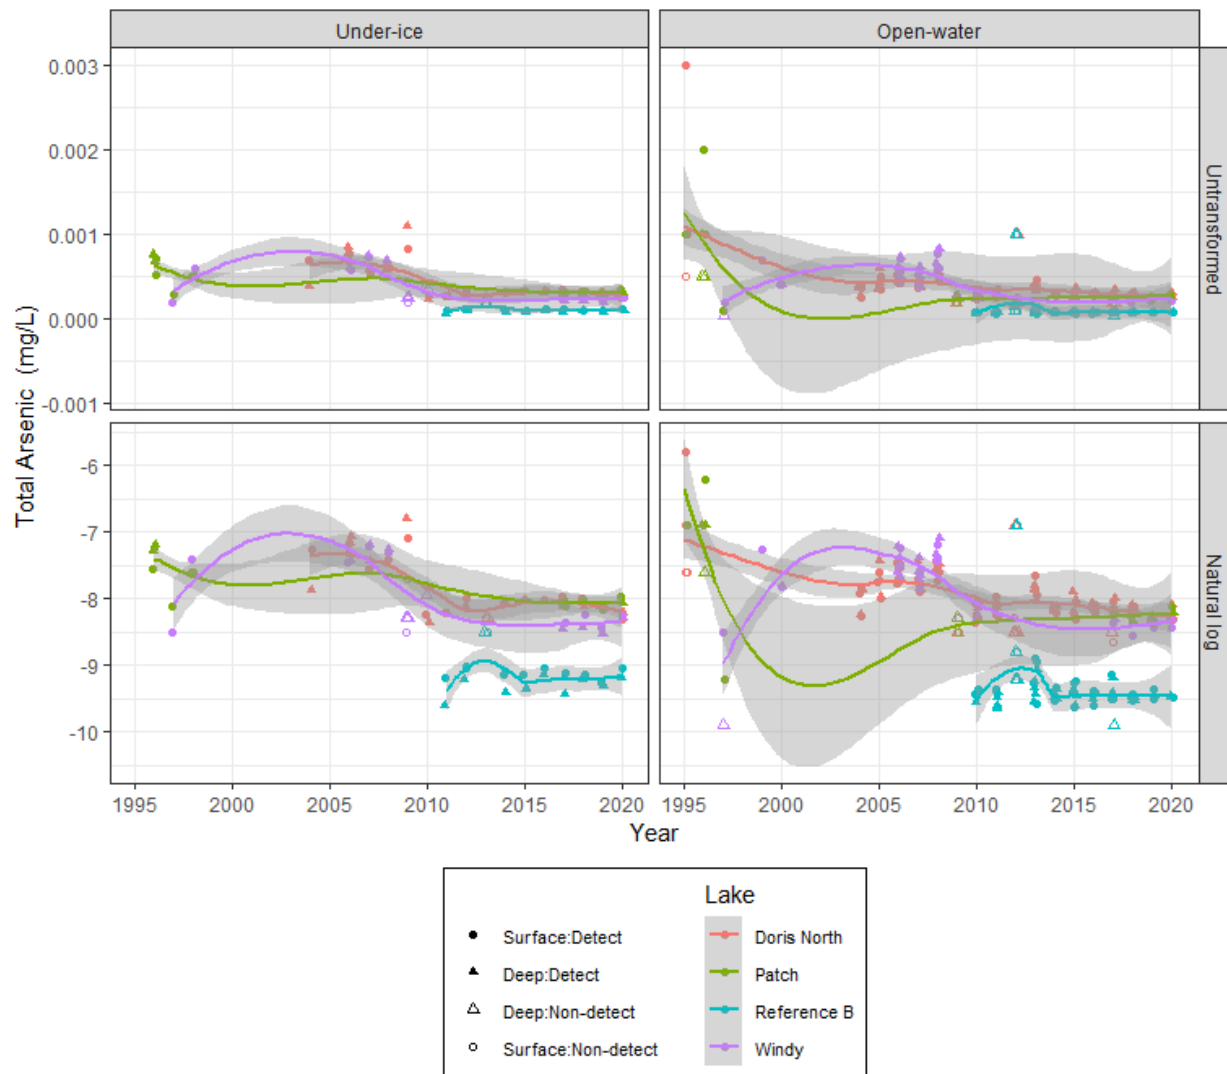 Under-ice Open-water
0.003
0.002
0.001
0.000
-0.001
Untransformed
Total Arsenic (mg/L)
-6
-7
-8
-9
-10
Natural log
1995 2000 2005 2010 2015 2020 1995 2000 2005 2010 2015 2020
Year
Surface:Detect
Deep:Detect
Deep:Non-detect
Surface:Non-detect
Lake
Doris North
Patch
Reference B
Windy